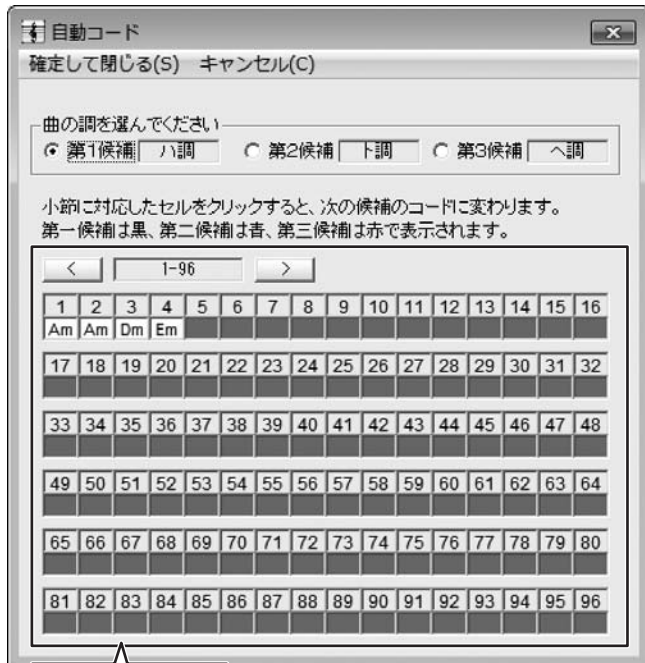 自動コード
確定して閉じる(S) キャンセル(C)
曲の調を選んでください
第1候補 ハ調 第2候補 ト調 第3候補 ヘ調
小節に対応したセルをクリックすると、次の候補のコードに変わります。
第一候補は黒、第二候補は青、第三候補は赤で表示されます。
< 1-96 >
1 2 3 4 5 6 7 8 9 10 11 12 13 14 15 16
Am Am Dm Em
17 18 19 20 21 22 23 24 25 26 27 28 29 30 31 32
33 34 35 36 37 38 39 40 41 42 43 44 45 46 47 48
49 50 51 52 53 54 55 56 57 58 59 60 61 62 63 64
65 66 67 68 69 70 71 72 73 74 75 76 77 78 79 80
81 82 83 84 85 86 87 88 89 90 91 92 93 94 95 96